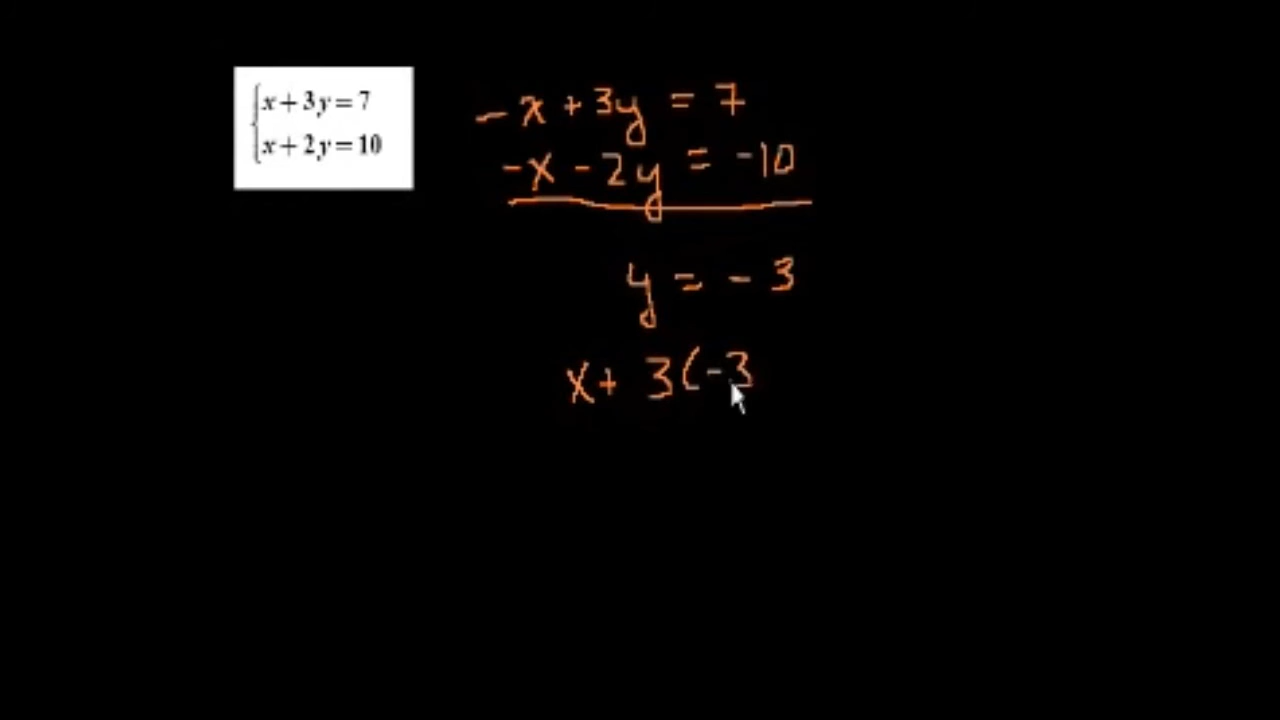 x + 3y = 7
x + 2y = 10
- x + 3y = 7
-x - 2y = -10
y = - 3
x + 3(-3